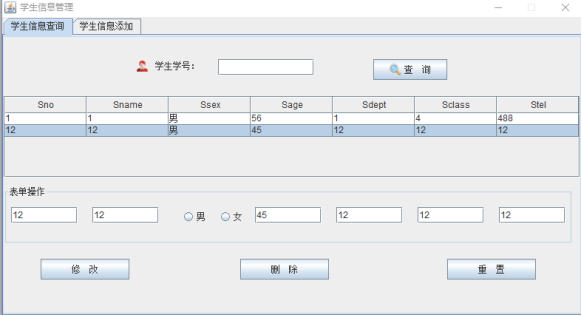 学生信息管理
学生信息查询 学生信息添加
学生学号: 查 询
Sno Sname Ssex Sage Sdept Sclass Stel
1 1 男 56 1 4 488
12 12 男 45 12 12 12
表单操作
12 12 男 女 45 12 12 12
修 改 删 除 重 置